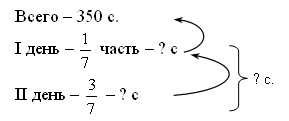 Всего – 350 с.
I день – 1/7 часть – ? с
II день – 3/7 – ? с
? с.